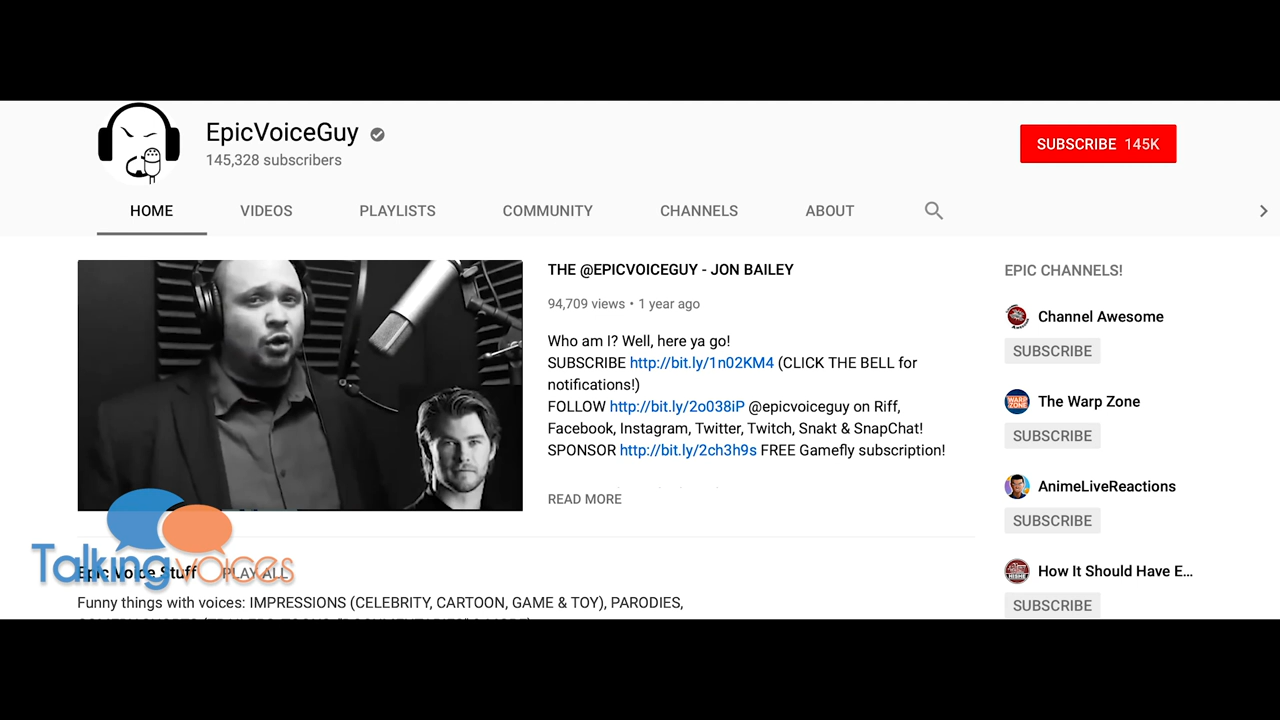 EpicVoiceGuy
145,328 subscribers
SUBSCRIBE 145K
HOME VIDEOS PLAYLISTS COMMUNITY CHANNELS ABOUT
THE @EPICVOICEGUY - JON BAILEY
94,709 views • 1 year ago
Who am I? Well, here ya go!
SUBSCRIBE http://bit.ly/1n02KM4 (CLICK THE BELL for
notifications!)
FOLLOW http://bit.ly/2o038iP @epicvoiceguy on Riff,
Facebook, Instagram, Twitter, Twitch, Snakt & SnapChat!
SPONSOR http://bit.ly/2ch3h9s FREE Gamefly subscription!
READ MORE
EPIC CHANNELS!
Channel Awesome
SUBSCRIBE
The Warp Zone
SUBSCRIBE
AnimeLiveReactions
SUBSCRIBE
How It Should Have E...
SUBSCRIBE
Talkingvoices
Epic Voice Stuff PLAY ALL
Funny things with voices: IMPRESSIONS (CELEBRITY, CARTOON, GAME & TOY), PARODIES,